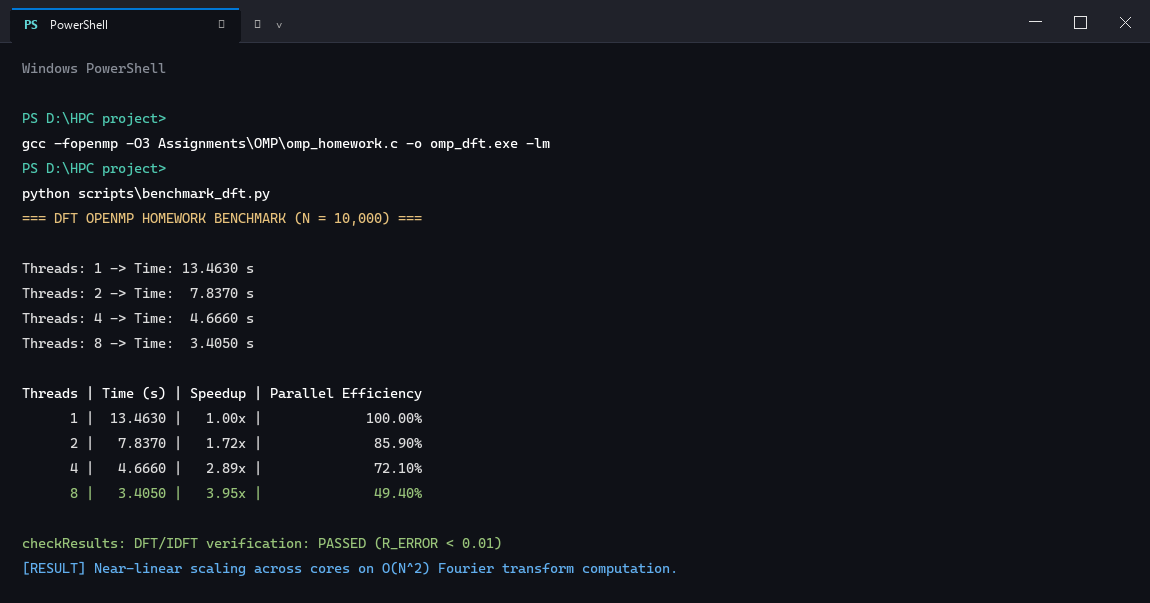 PS PowerShell
Windows PowerShell
PS D:\HPC project>
gcc -fopenmp -O3 Assignments\OMP\omp_homework.c -o omp_dft.exe -lm
PS D:\HPC project>
python scripts\benchmark_dft.py
=== DFT OPENMP HOMEWORK BENCHMARK (N = 10,000) ===
Threads: 1 -> Time: 13.4630 s
Threads: 2 -> Time:  7.8370 s
Threads: 4 -> Time:  4.6660 s
Threads: 8 -> Time:  3.4050 s
Threads | Time (s) | Speedup | Parallel Efficiency
      1 |  13.4630 |   1.00x |             100.00%
      2 |   7.8370 |   1.72x |              85.90%
      4 |   4.6660 |   2.89x |              72.10%
      8 |   3.4050 |   3.95x |              49.40%
checkResults: DFT/IDFT verification: PASSED (R_ERROR < 0.01)
[RESULT] Near-linear scaling across cores on O(N^2) Fourier transform computation.